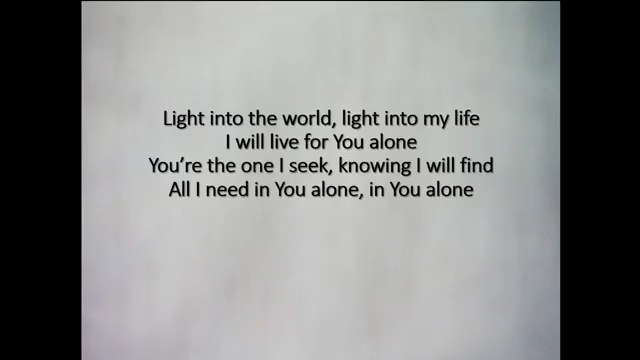 Light into the world, light into my life
I will live for You alone
You're the one I seek, knowing I will find
All I need in You alone, in You alone